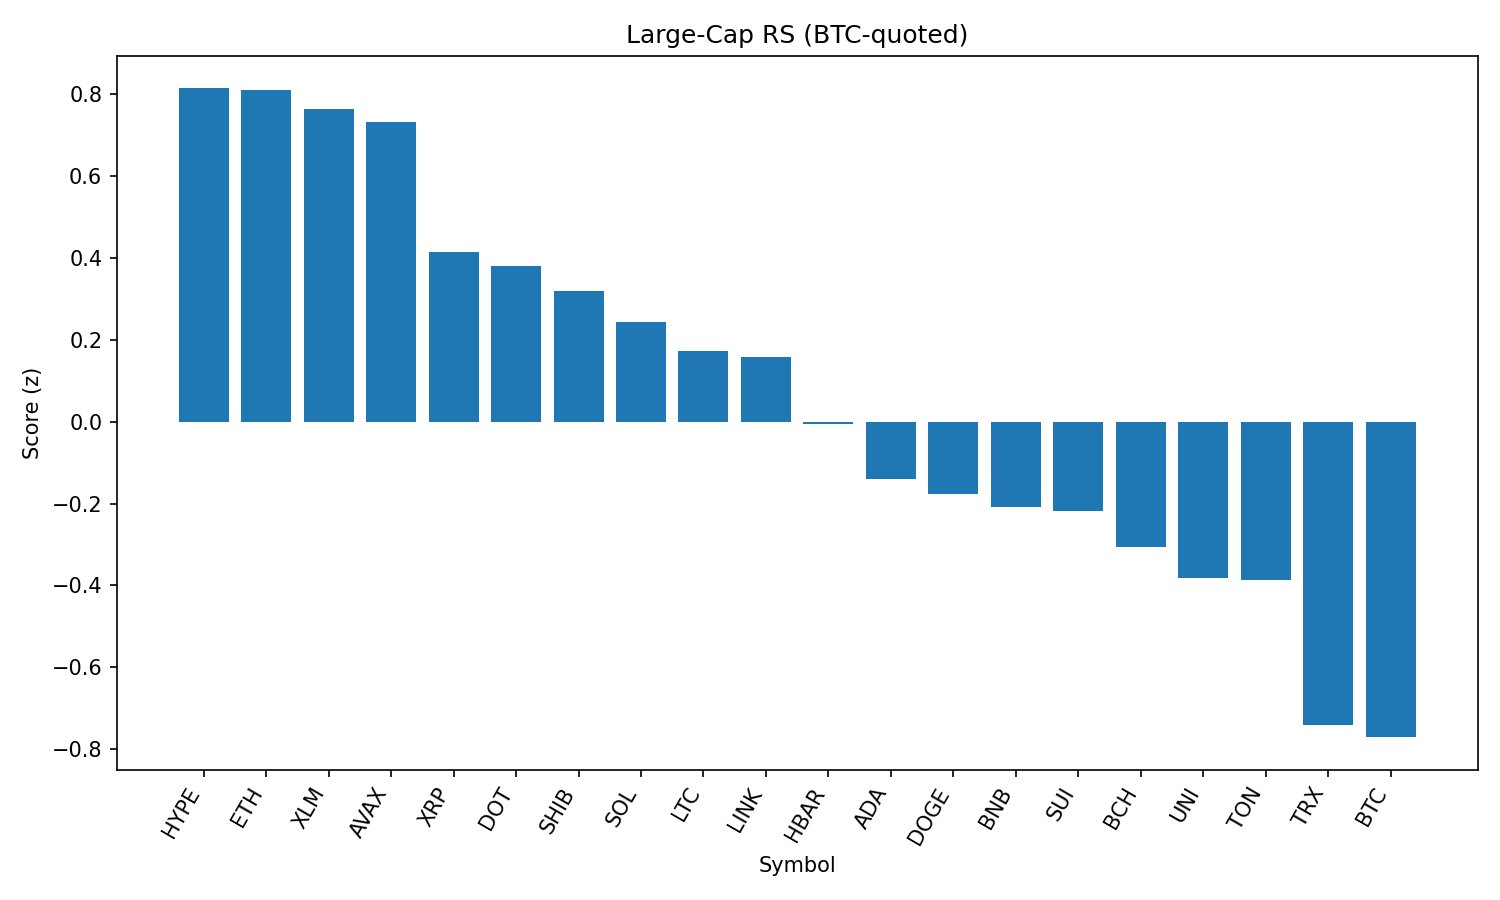 Large-Cap RS (BTC-quoted)
Score (z)
0.8
0.6
0.4
0.2
0.0
−0.2
−0.4
−0.6
−0.8
HYPE
ETH
XLM
AVAX
XRP
DOT
SHIB
SOL
LTC
LINK
HBAR
ADA
DOGE
BNB
SUI
BCH
UNI
TON
TRX
BTC
Symbol